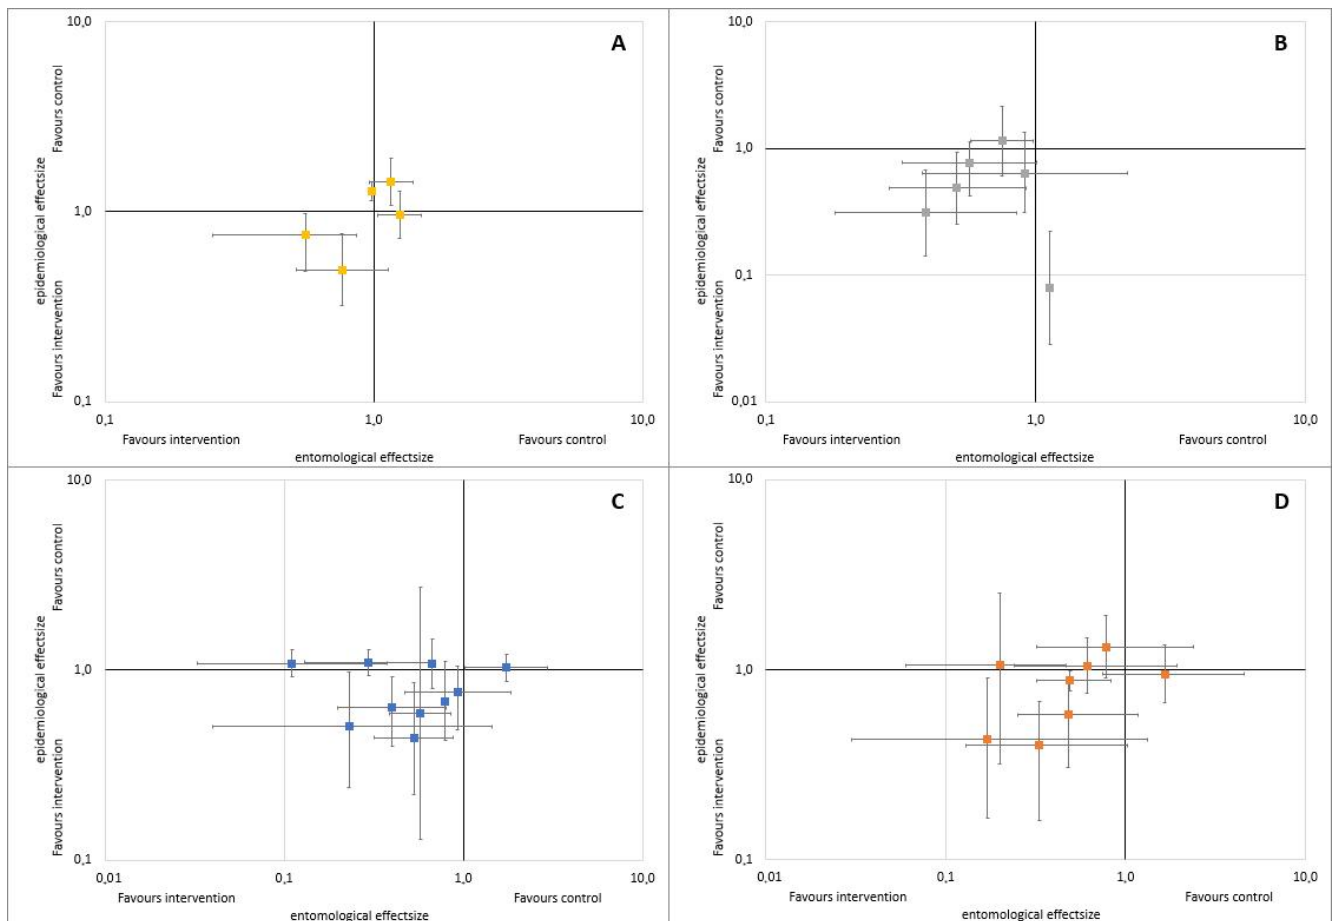 A
10,0
1,0
0,1
epidemiological effectsize
Favours control
Favours intervention
0,1
1,0
10,0
Favours intervention
Favours control
entomological effectsize
B
10,0
1,0
0,1
0,01
epidemiological effectsize
Favours control
Favours intervention
0,1
1,0
10,0
Favours intervention
Favours control
entomological effectsize
C
10,0
1,0
0,1
epidemiological effectsize
Favours control
Favours intervention
0,01
0,1
1,0
10,0
Favours intervention
Favours control
entomological effectsize
D
10,0
1,0
0,1
epidemiological effectsize
Favours control
Favours intervention
0,01
0,1
1,0
10,0
Favours intervention
Favours control
entomological effectsize